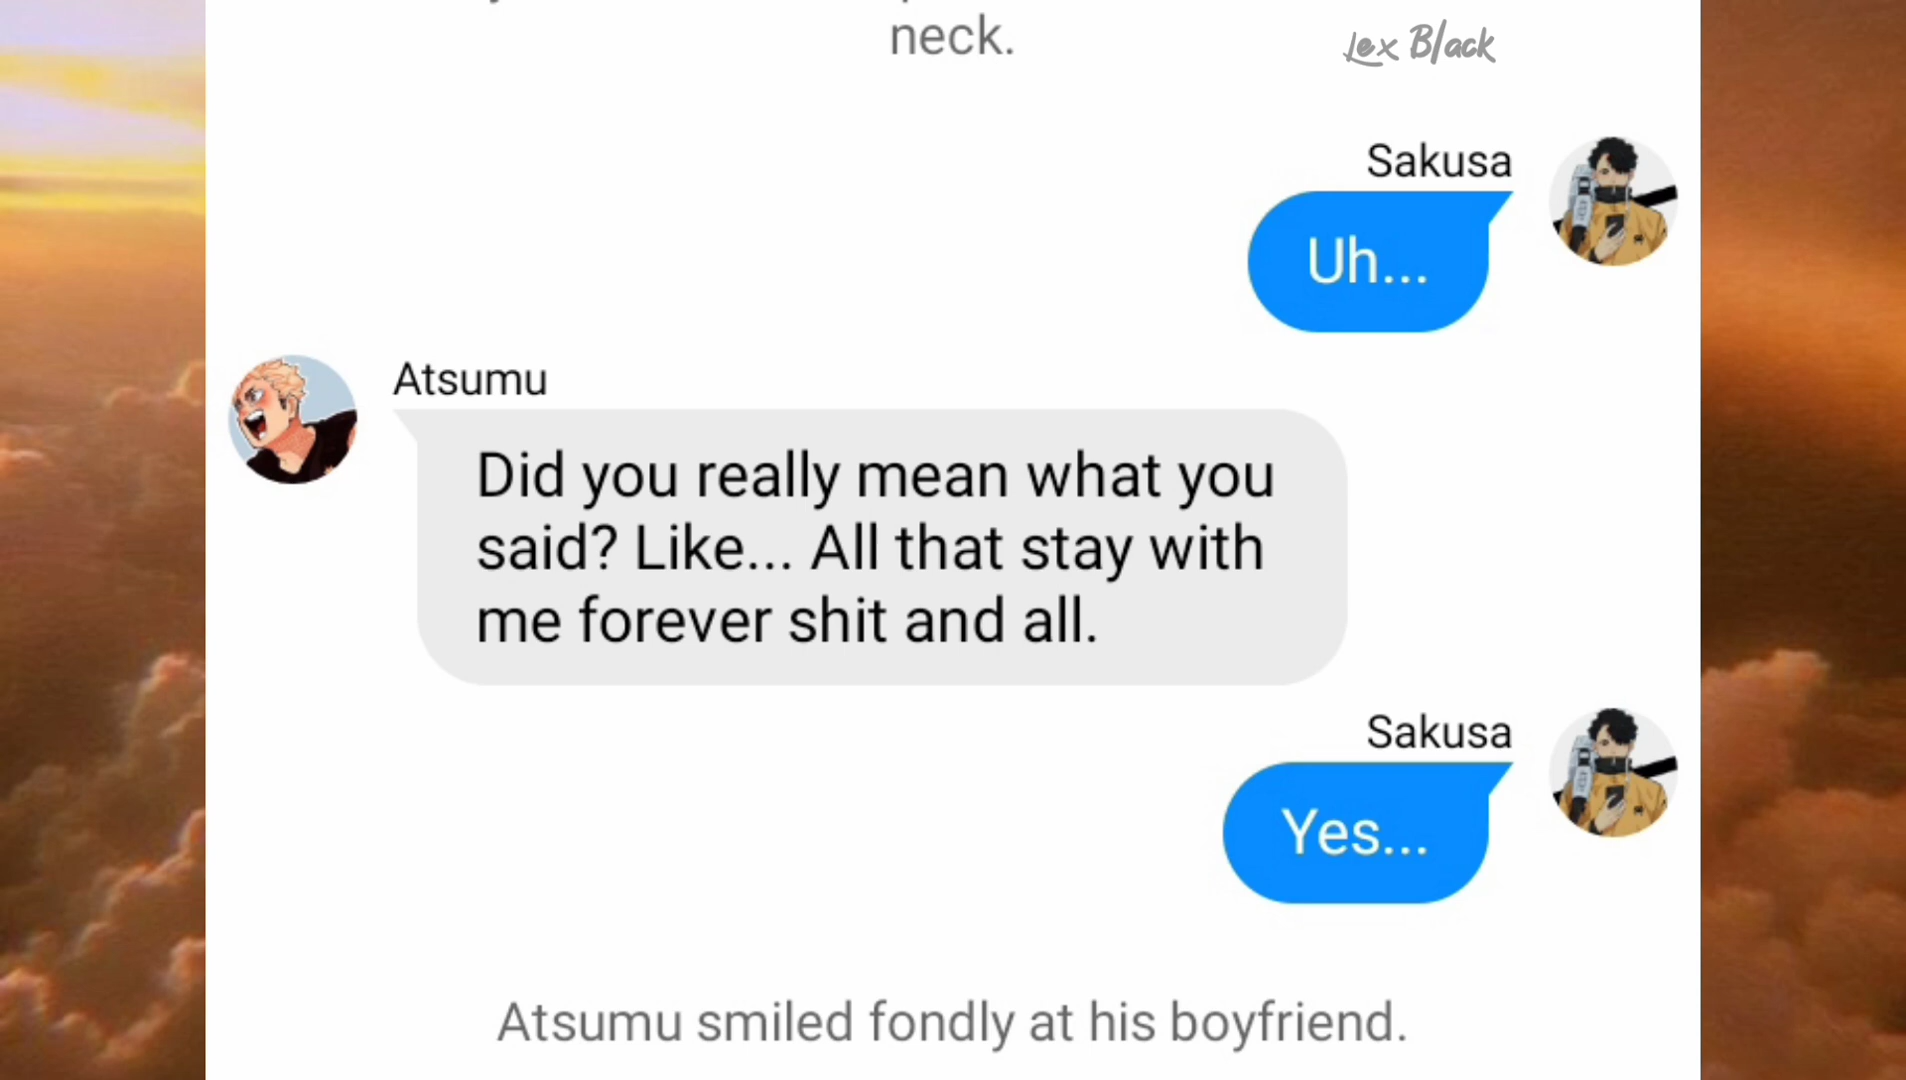 neck.
Lex Black
Sakusa
Uh...
Atsumu
Did you really mean what you
said? Like... All that stay with
me forever shit and all.
Sakusa
Yes...
Atsumu smiled fondly at his boyfriend.